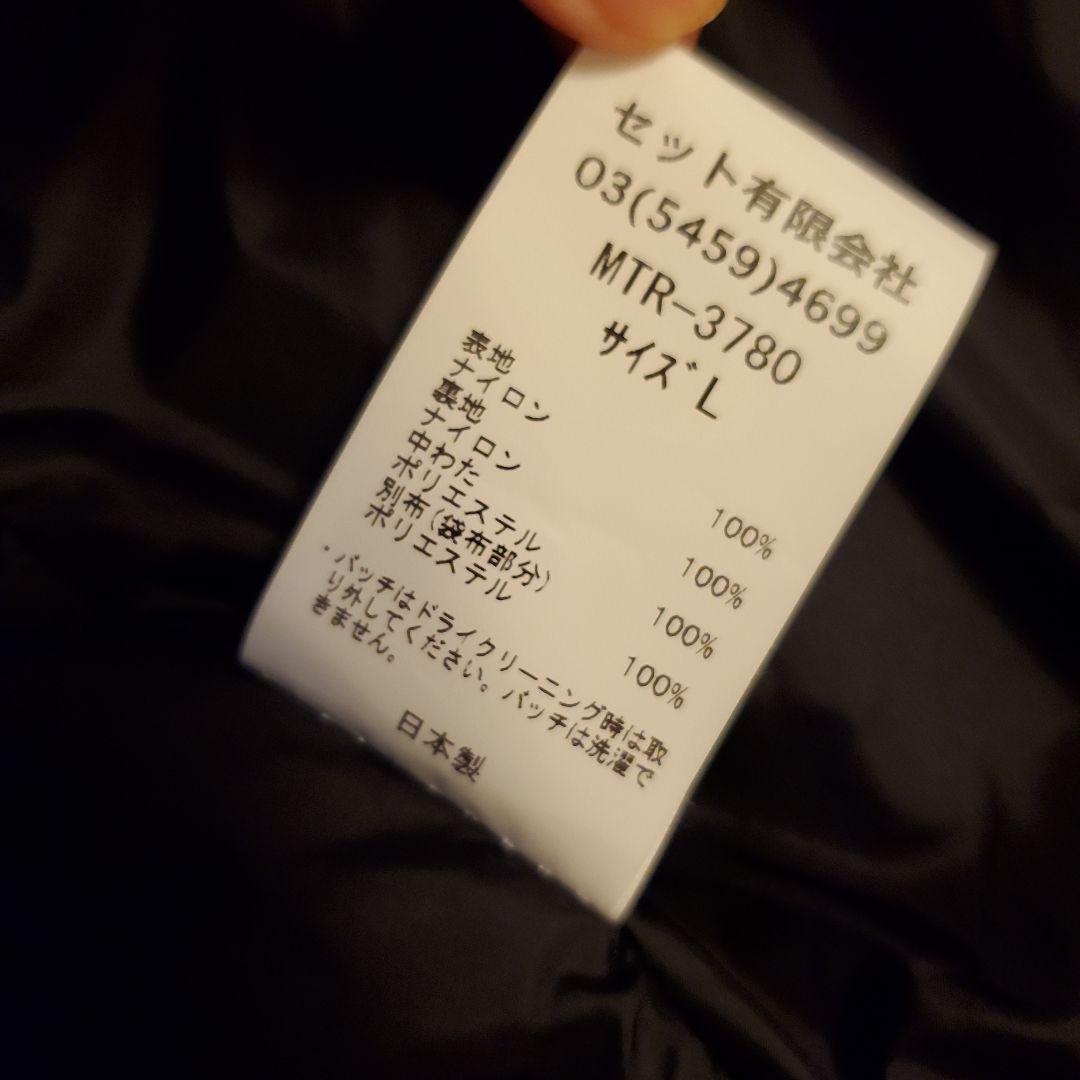 セット有限会社
03(5459)4699
MTR-3780
サイズ L
表地
ナイロン 100%
裏地
ナイロン 100%
中わた
ポリエステル 100%
別布(袋布部分)
ポリエステル 100%
・バッチはドライクリーニング時は取
り外してください。バッチは洗濯で
きません。
日本製